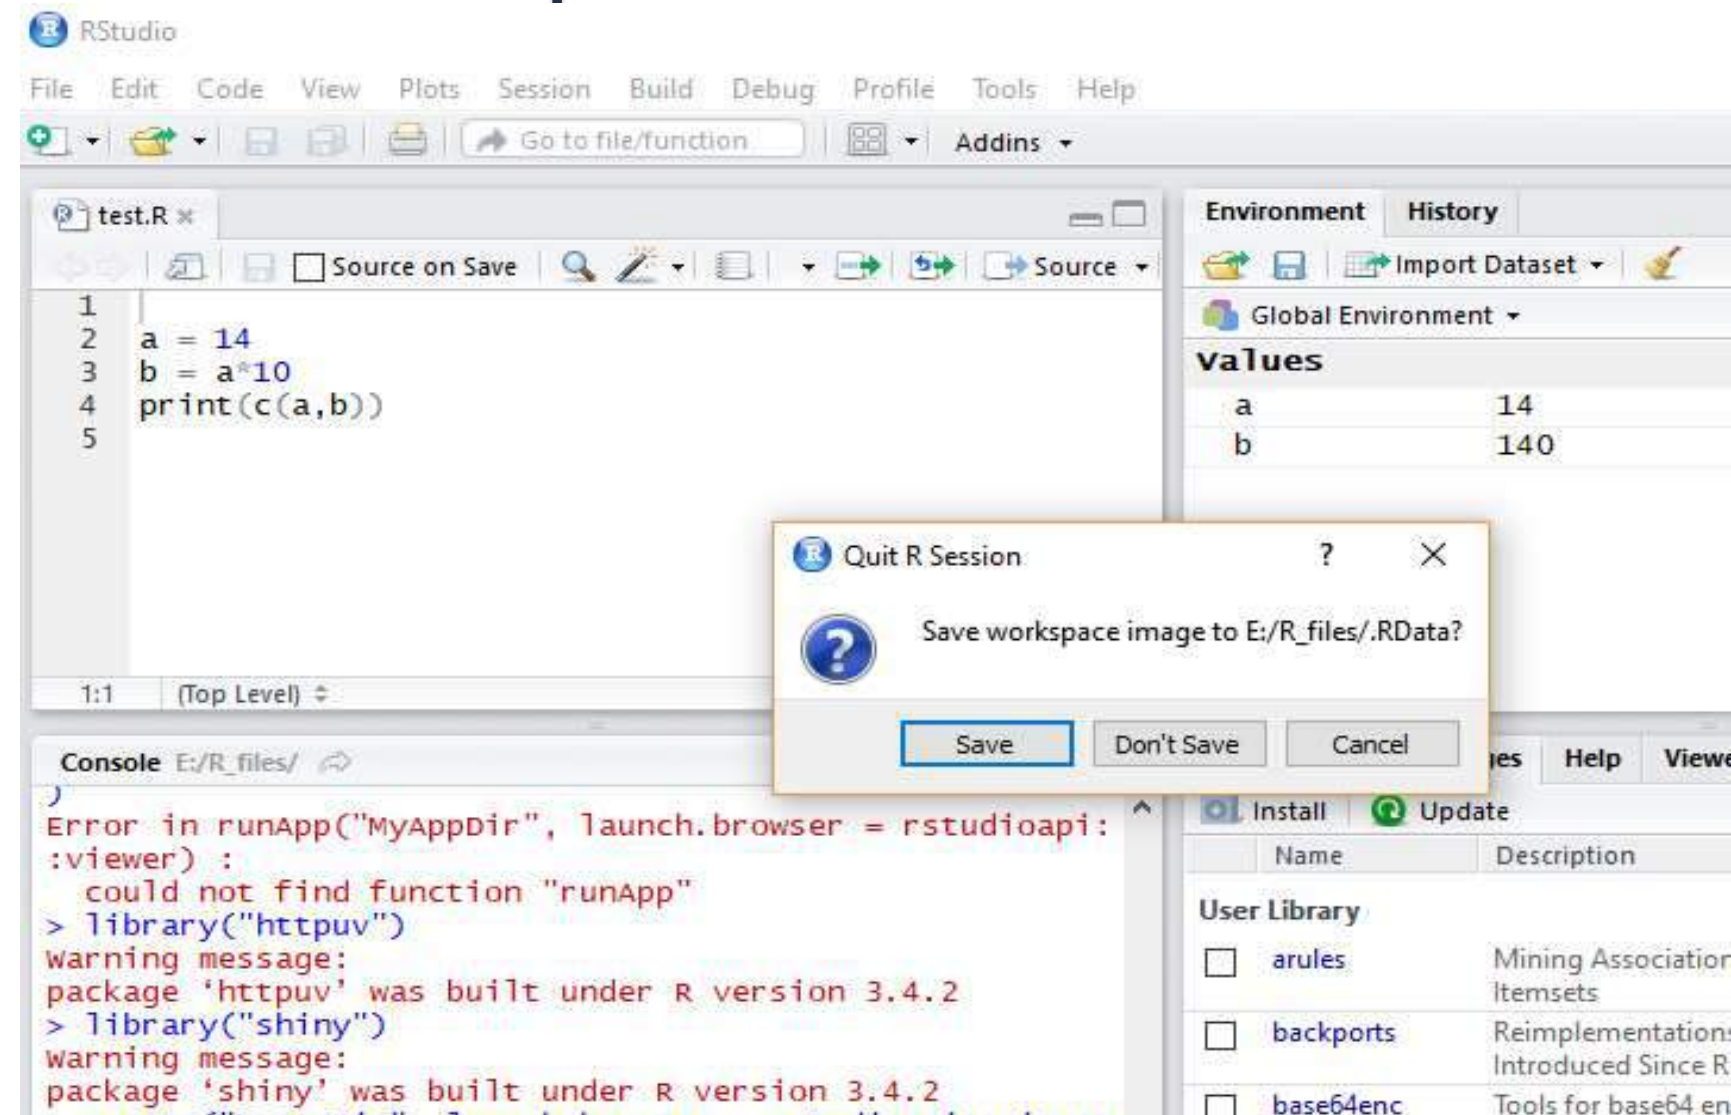 RStudio
File Edit Code View Plots Session Build Debug Profile Tools Help
Go to file/function Addins
test.R
Source on Save Source
1
2 a = 14
3 b = a*10
4 print(c(a,b))
5
1:1 (Top Level)
Environment History
Import Dataset
Global Environment
Values
a 14
b 140
Quit R Session ?
Save workspace image to E:/R_files/.RData?
Save Don't Save Cancel
Console E:/R_files/
)
Error in runApp("MyAppDir", launch.browser = rstudioapi:
:viewer) :
could not find function "runApp"
> library("httpuv")
Warning message:
package ‘httpuv’ was built under R version 3.4.2
> library("shiny")
Warning message:
package ‘shiny’ was built under R version 3.4.2
Help
Install Update
Name Description
User Library
arules Mining Association
Itemsets
backports Reimplementations
Introduced Since R
base64enc Tools for base64 en